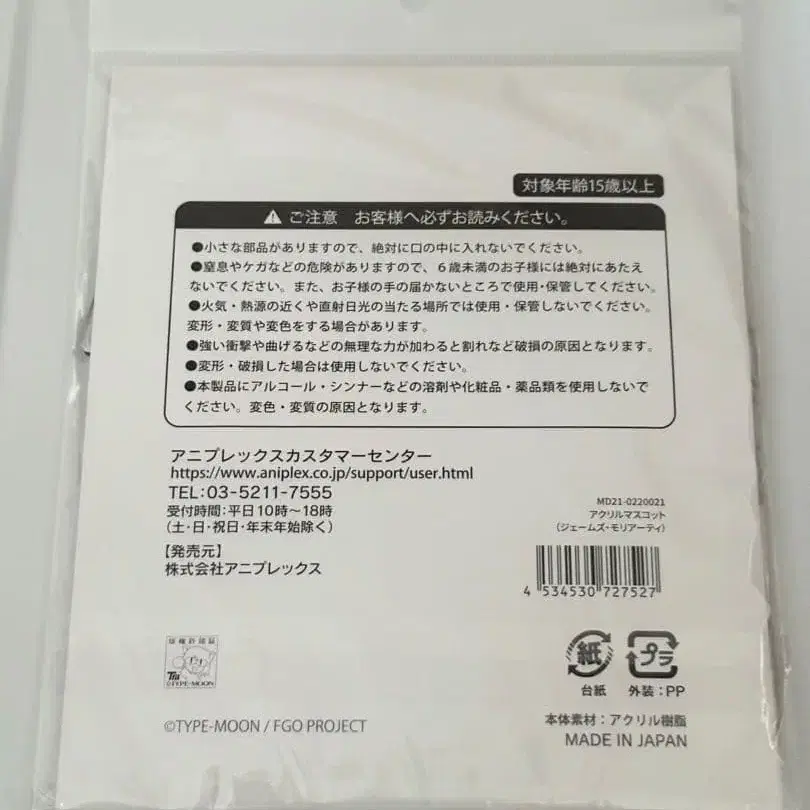 対象年齢15歳以上
⚠ ご注意 お客様へ必ずお読みください。
●小さな部品がありますので、絶対に口の中に入れないでください。
●窒息やケガなどの危険がありますので、6歳未満のお子様には絶対にあたえ
ないでください。また、お子様の手の届かないところで使用・保管してください。
●火気・熱源の近くや直射日光の当たる場所では使用・保管しないでください。
変形・変質や変色をする場合があります。
●強い衝撃や曲げるなどの無理な力が加わると割れなど破損の原因となります。
●変形・破損した場合は使用しないでください。
●本製品にアルコール・シンナーなどの溶剤や化粧品・薬品類を使用しないで
ください。変色・変質の原因となります。
アニプレックスカスタマーセンター
https://www.aniplex.co.jp/support/user.html
TEL:03-5211-7555
受付時間:平日10時～18時
(土・日・祝日・年末年始除く)
【発売元】
株式会社アニプレックス
MD21-0220021
アクリルマスコット
(ジェームズ・モリアーティ)
4 534530 727527
版権許諾証
TM
©TYPE-MOON
紙
台紙
プラ
外装:PP
©TYPE-MOON / FGO PROJECT
本体素材:アクリル樹脂
MADE IN JAPAN